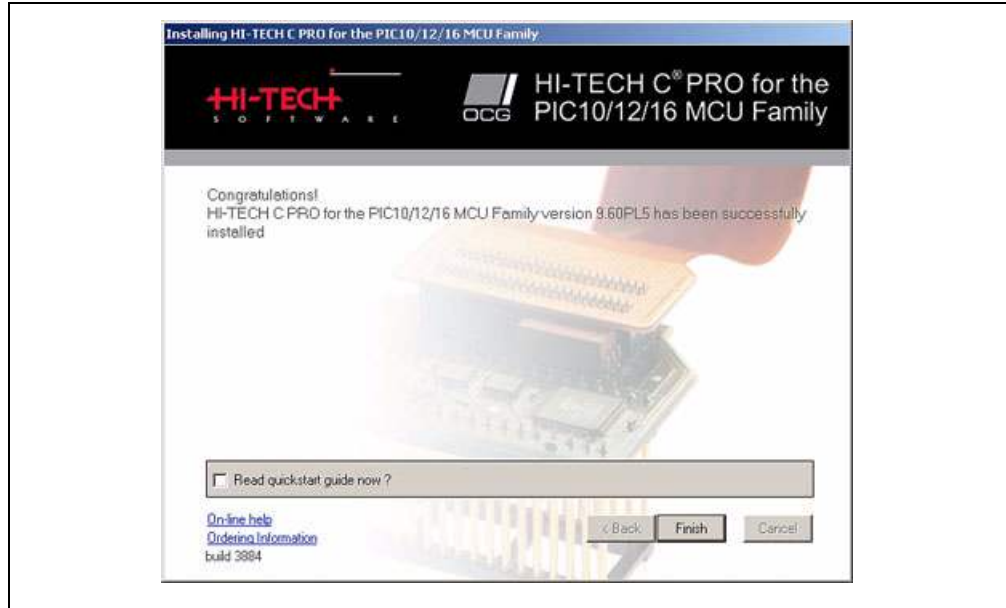 Installing HI-TECH C PRO for the PIC10/12/16 MCU Family
HI-TECH
SOFTWARE
OCG
HI-TECH C® PRO for the
PIC10/12/16 MCU Family
Congratulations!
HI-TECH C PRO for the PIC10/12/16 MCU Family version 9.60PL5 has been successfully
installed
Read quickstart guide now ?
On-line help
Ordering Information
build 3884
< Back
Finish
Cancel